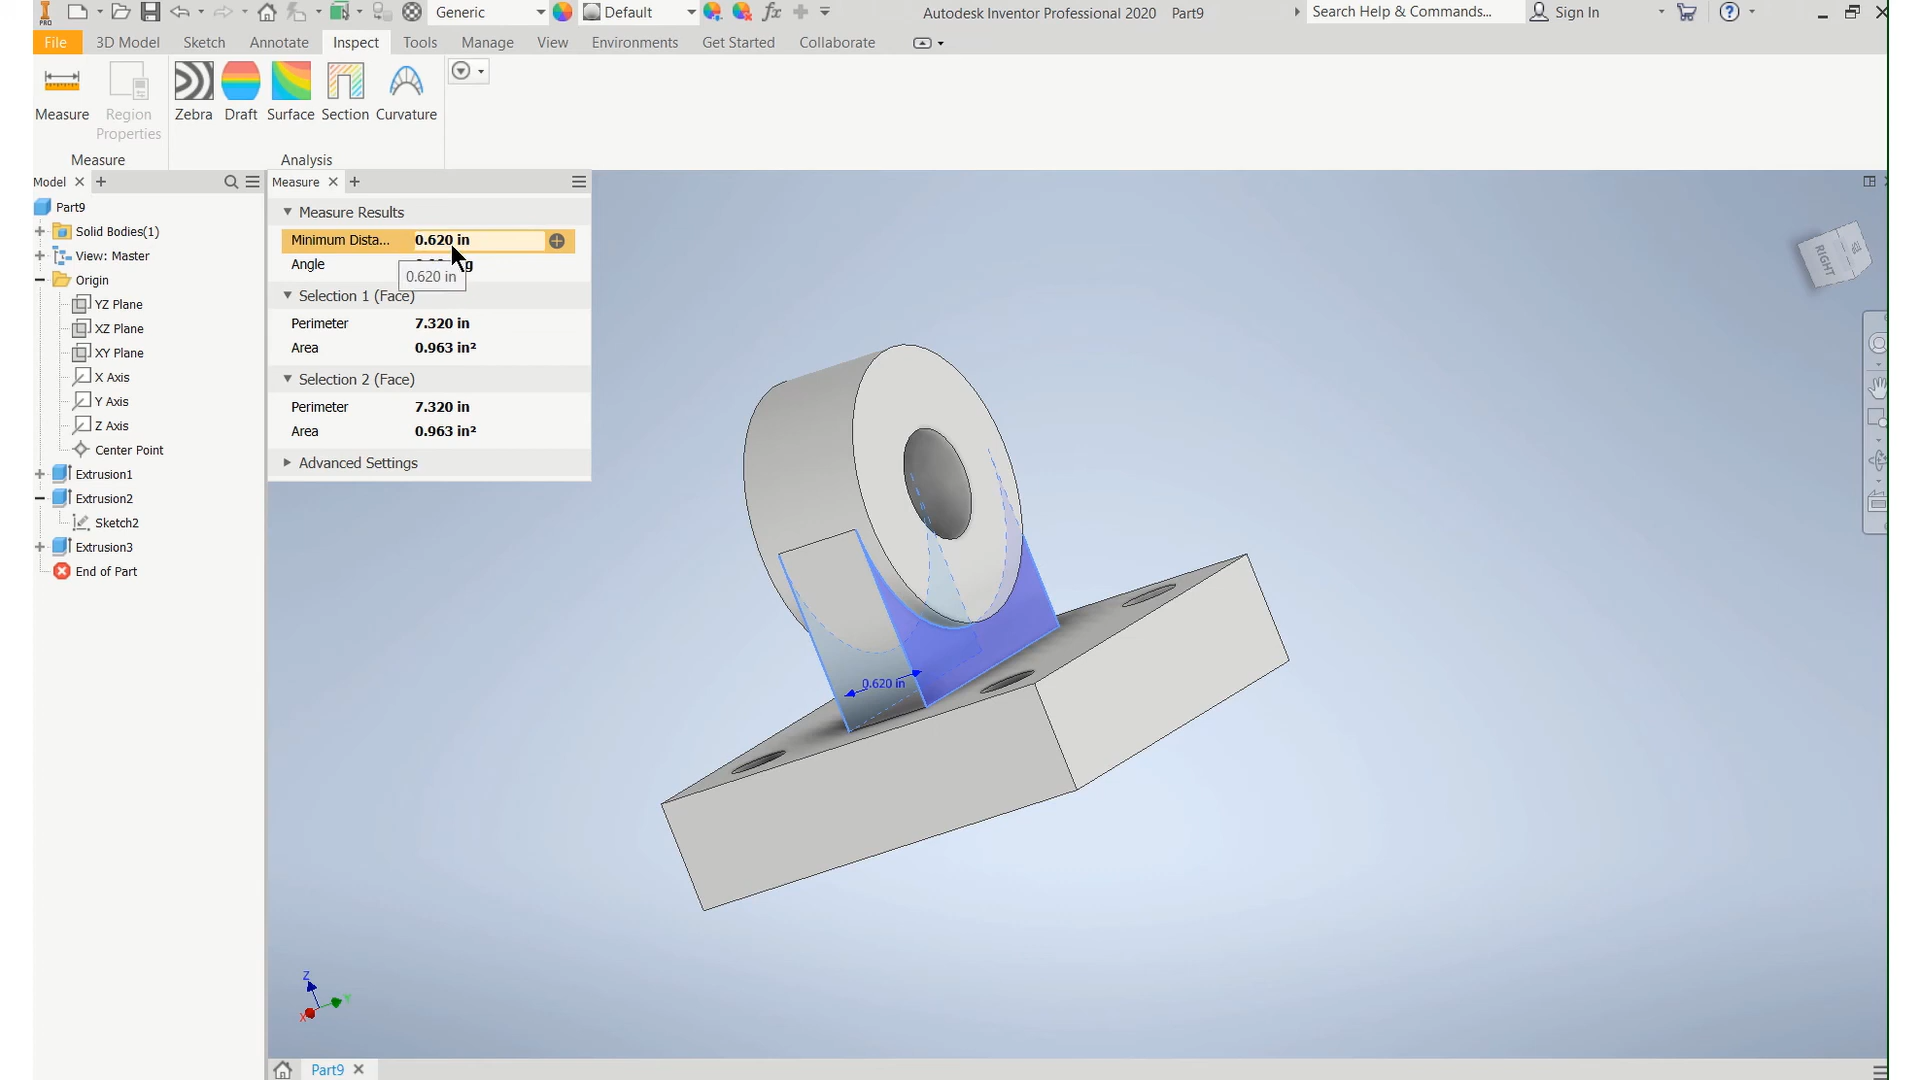 PRO
Generic
Default
fx
Autodesk Inventor Professional 2020 Part9
Search Help & Commands...
Sign In
File
3D Model
Sketch
Annotate
Inspect
Tools
Manage
View
Environments
Get Started
Collaborate
Measure
Region
Properties
Zebra
Draft
Surface
Section
Curvature
Measure
Analysis
Model
Part9
Solid Bodies(1)
View: Master
Origin
YZ Plane
XZ Plane
XY Plane
X Axis
Y Axis
Z Axis
Center Point
Extrusion1
Extrusion2
Sketch2
Extrusion3
End of Part
Measure
Measure Results
Minimum Dista... 0.620 in
Angle
0.620 in
Selection 1 (Face)
Perimeter 7.320 in
Area 0.963 in²
Selection 2 (Face)
Perimeter 7.320 in
Area 0.963 in²
Advanced Settings
0.620 in
RIGHT
Z
X
Part9